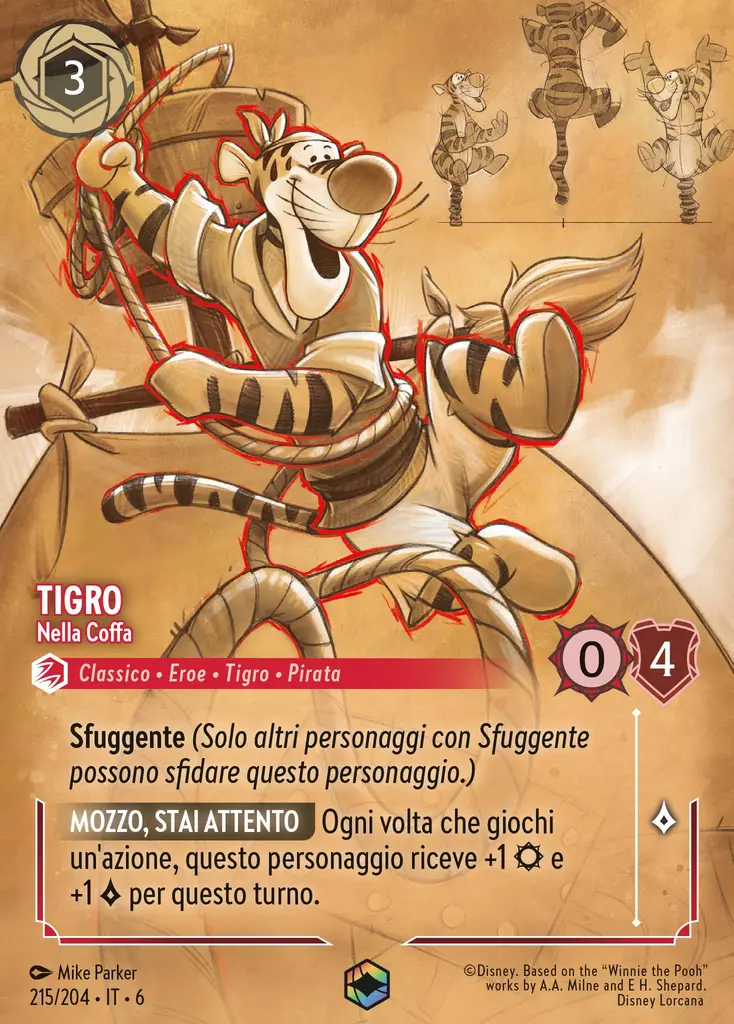 3
TIGRO
Nella Coffa
Classico • Eroe • Tigro • Pirata
0 4
Sfuggente (Solo altri personaggi con Sfuggente
possono sfidare questo personaggio.)
MOZZO, STAI ATTENTO Ogni volta che giochi
un'azione, questo personaggio riceve +1 e
+1 per questo turno.
Mike Parker
215/204 • IT • 6
©Disney. Based on the “Winnie the Pooh”
works by A.A. Milne and E H. Shepard.
Disney Lorcana